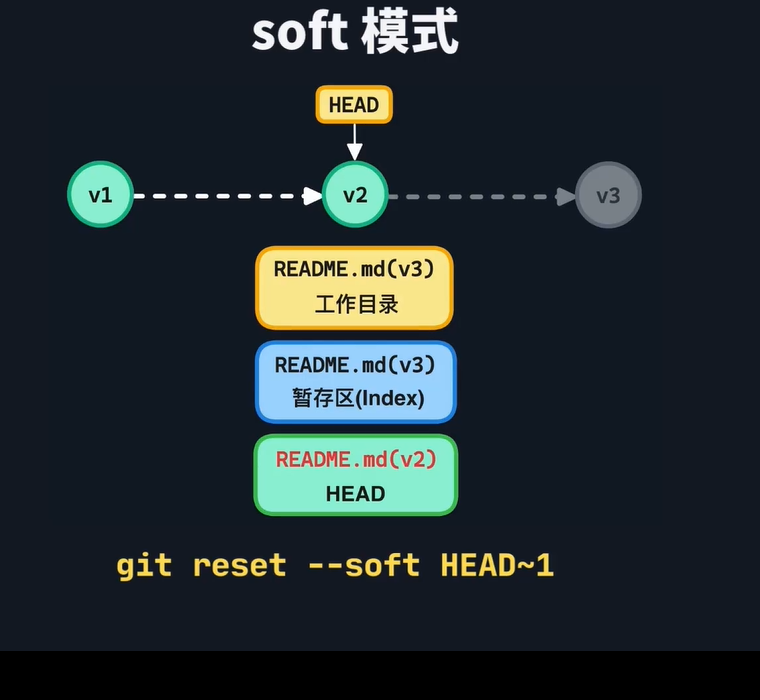 soft 模式
HEAD
v1
v2
v3
README.md(v3)
工作目录
README.md(v3)
暂存区(Index)
README.md(v2)
HEAD
git reset --soft HEAD~1